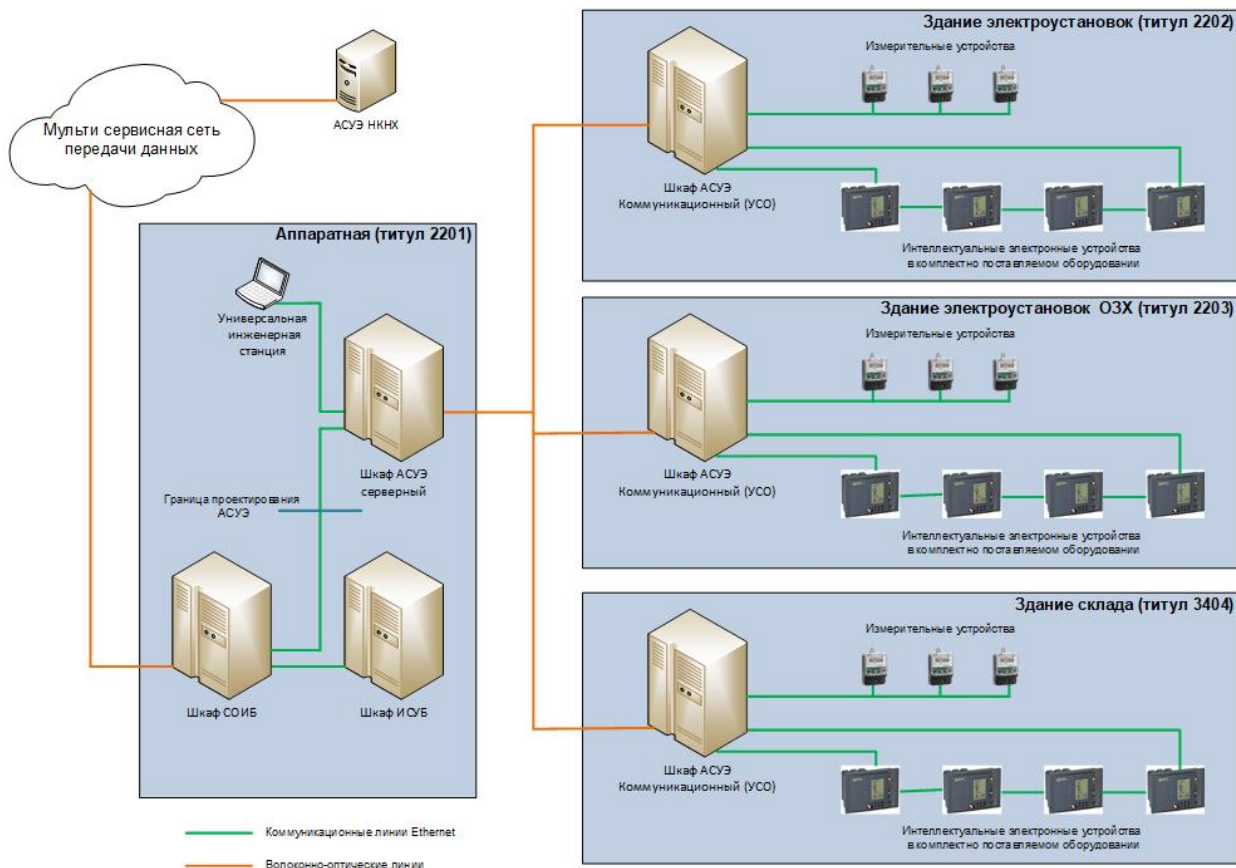 АСУЭ НКНХ
Мульти сервисная сеть
передачи данных
Аппаратная (титул 2201)
Универсальная
инженерная
станция
Шкаф АСУЭ
серверный
Граница проектирования
АСУЭ
Шкаф СОИБ
Шкаф ИСУБ
Здание электроустановок (титул 2202)
Измерительные устройства
Шкаф АСУЭ
Коммуникационный (УСО)
Интеллектуальные электронные устройства
в комплектно поставляемом оборудовании
Здание электроустановок ОЗХ (титул 2203)
Измерительные устройства
Шкаф АСУЭ
Коммуникационный (УСО)
Интеллектуальные электронные устройства
в комплектно поставляемом оборудовании
Здание склада (титул 3404)
Измерительные устройства
Шкаф АСУЭ
Коммуникационный (УСО)
Интеллектуальные электронные устройства
в комплектно поставляемом оборудовании
Коммуникационные линии Ethernet
Волоконно-оптические линии